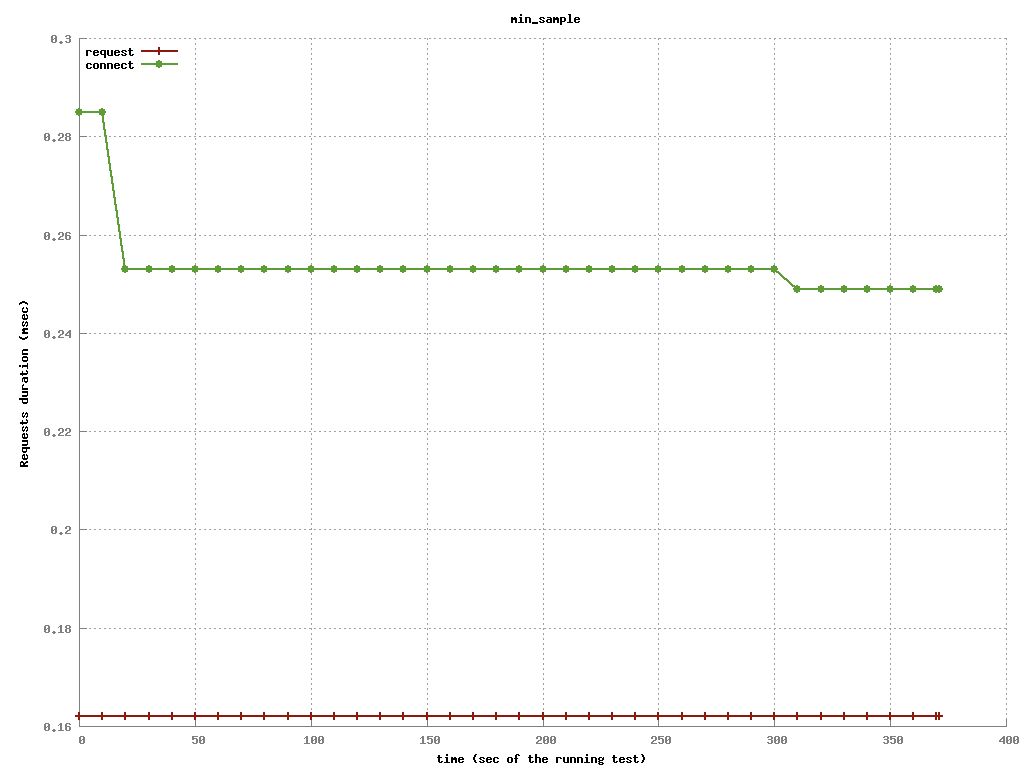 min_sample
request
connect
0.3
0.28
0.26
0.24
0.22
0.2
0.18
0.16
Requests duration (msec)
0 50 100 150 200 250 300 350 400
time (sec of the running test)